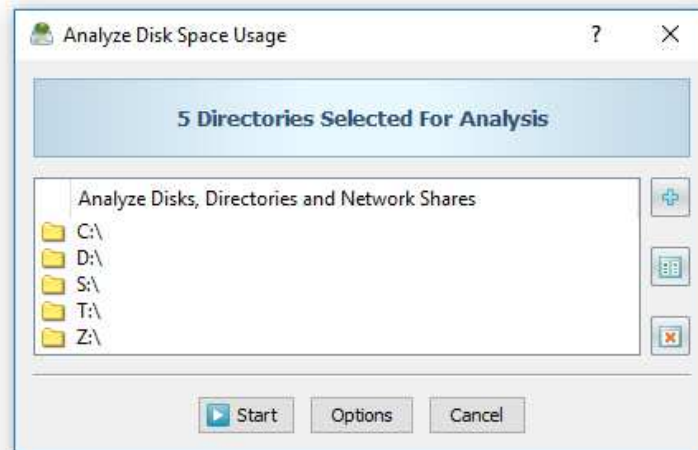 Analyze Disk Space Usage ?
5 Directories Selected For Analysis
Analyze Disks, Directories and Network Shares
C:\
D:\
S:\
T:\
Z:\
Start Options Cancel